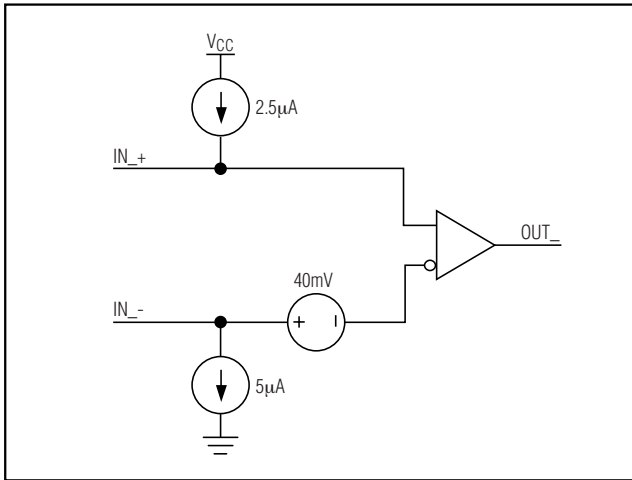 VCC
2.5μA
IN_+
OUT_
40mV
IN_-
+ −
5μA